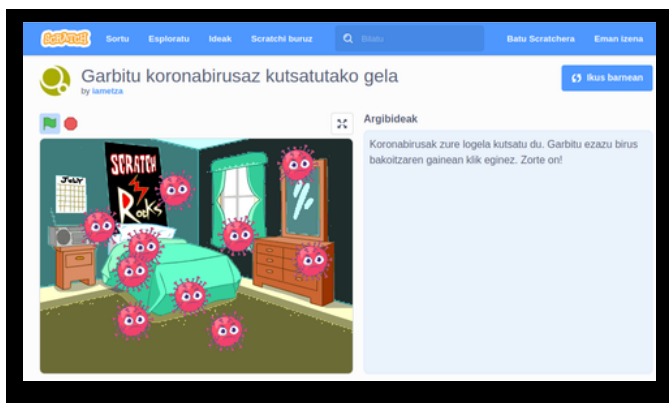 SCRATCH Sortu Esploratu Ideak Scratchi buruz Bilatu Batu Scratchera Eman izena
Garbitu koronabirusaz kutsatutako gela
by lametza
Ikus barnean
Argibideak
Koronabirusak zure logela kutsatu du. Garbitu ezazu birus
bakoitzaren gainean klik eginez. Zorte on!
JULY
SCRATCH
Rocks